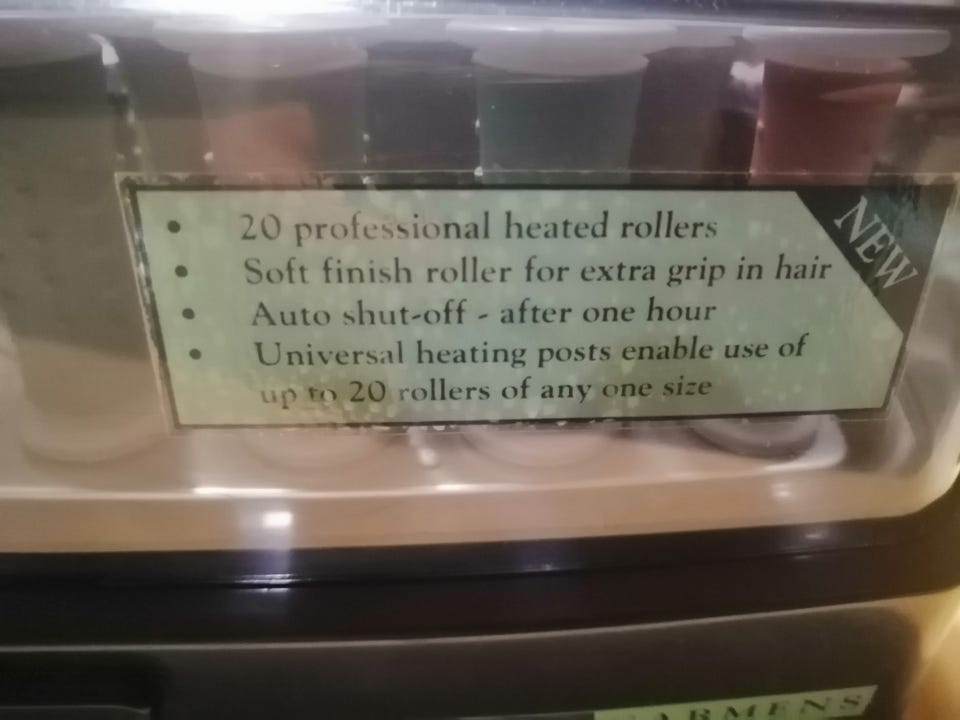 • 20 professional heated rollers
• Soft finish roller for extra grip in hair
• Auto shut-off - after one hour
• Universal heating posts enable use of
up to 20 rollers of any one size
NEW